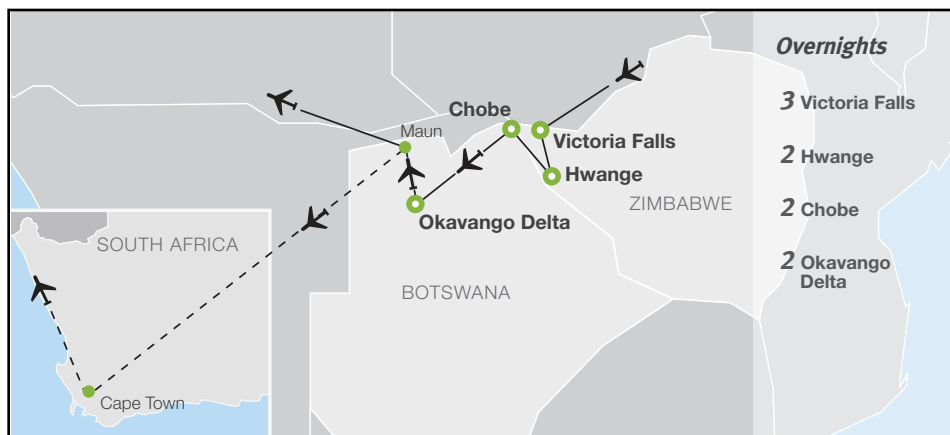 Overnights
3 Victoria Falls
2 Hwange
2 Chobe
2 Okavango
Delta
Chobe
Maun
Victoria Falls
Hwange
ZIMBABWE
Okavango Delta
SOUTH AFRICA
BOTSWANA
Cape Town